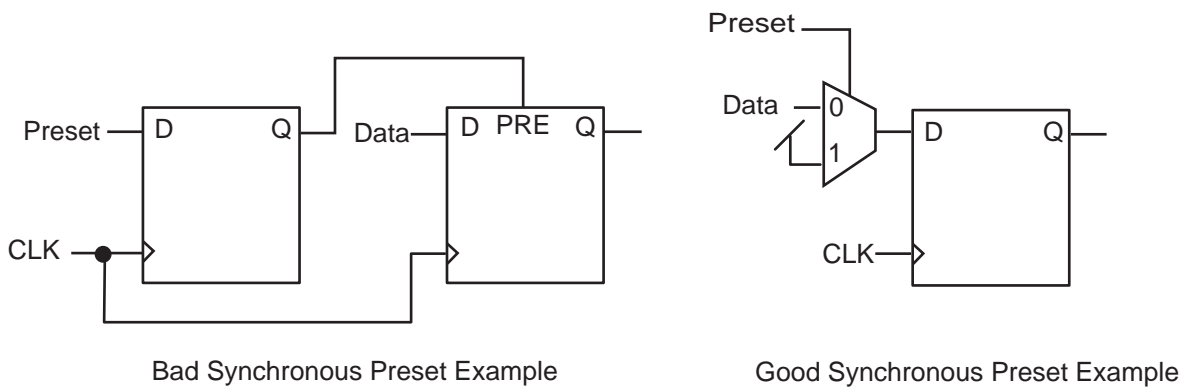 Preset
D
Q
CLK
Data
D PRE Q
Bad Synchronous Preset Example
Preset
Data
0
1
D
Q
CLK
Good Synchronous Preset Example